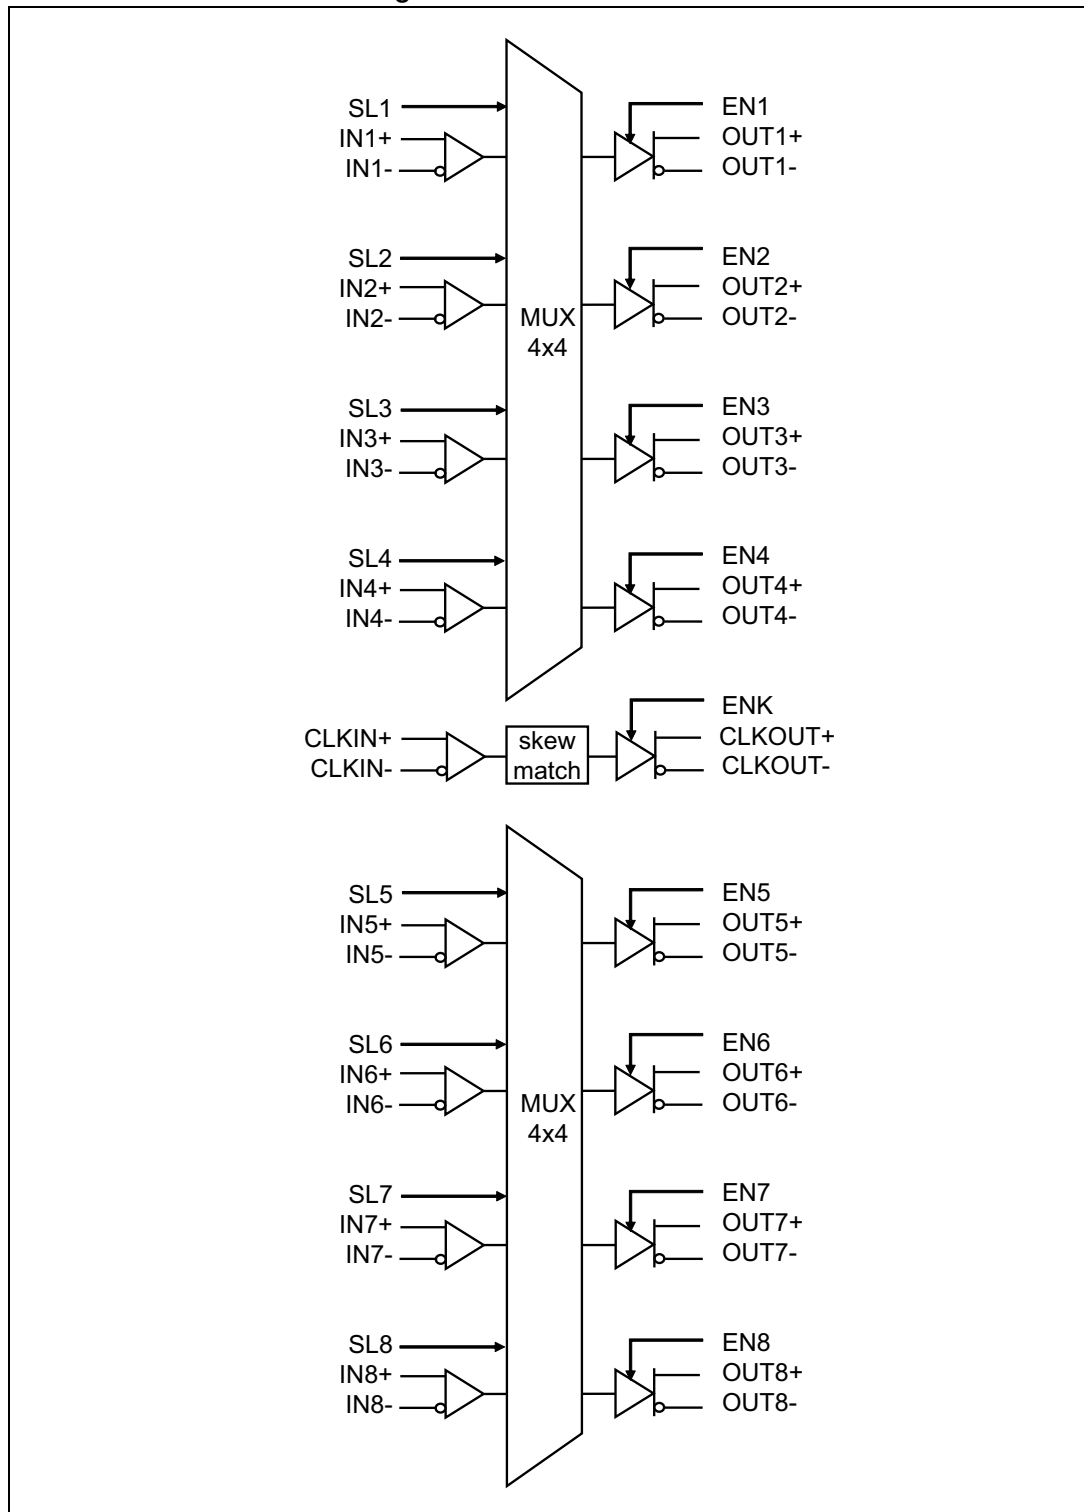 SL1
IN1+
IN1-
EN1
OUT1+
OUT1-
SL2
IN2+
IN2-
EN2
OUT2+
OUT2-
MUX
4x4
SL3
IN3+
IN3-
EN3
OUT3+
OUT3-
SL4
IN4+
IN4-
EN4
OUT4+
OUT4-
CLKIN+
CLKIN-
skew
match
ENK
CLKOUT+
CLKOUT-
SL5
IN5+
IN5-
EN5
OUT5+
OUT5-
SL6
IN6+
IN6-
EN6
OUT6+
OUT6-
MUX
4x4
SL7
IN7+
IN7-
EN7
OUT7+
OUT7-
SL8
IN8+
IN8-
EN8
OUT8+
OUT8-